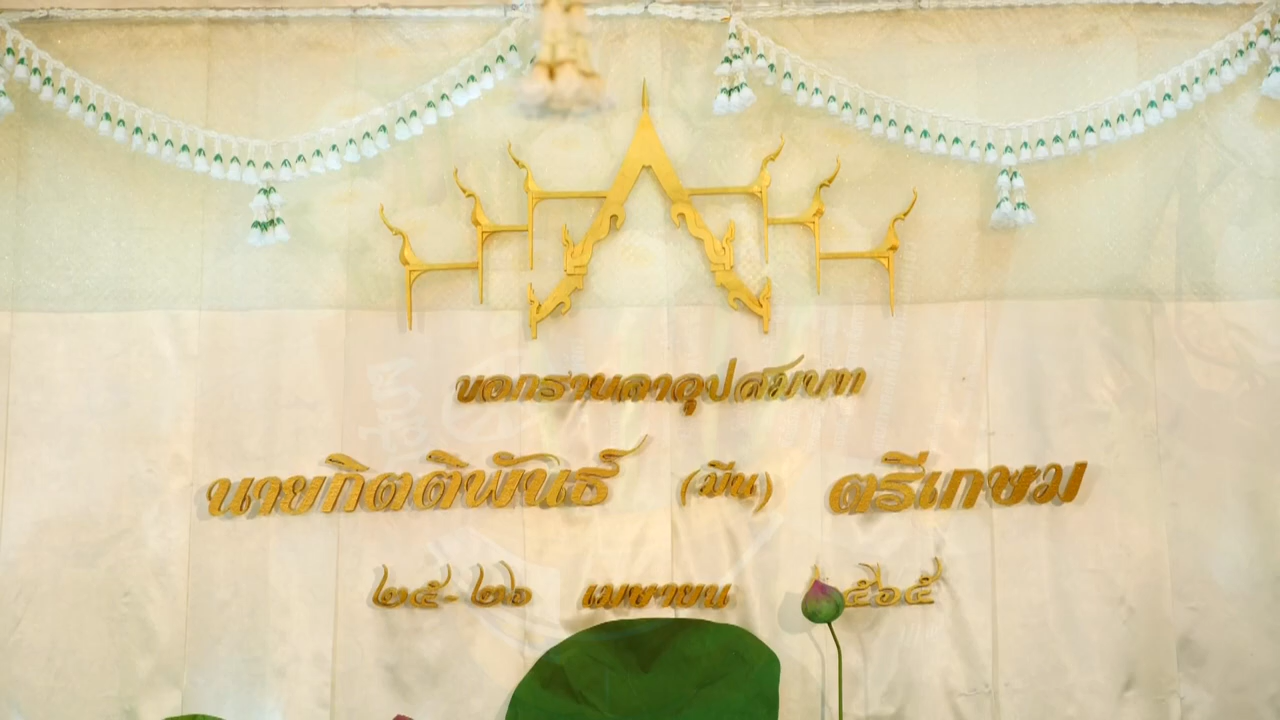 ขอกราบลาอุปสมบท
นายกิตติพันธ์ (มีน) ตรีเกษม
๒๕-๒๖ เมษายน ๒๕๖๕